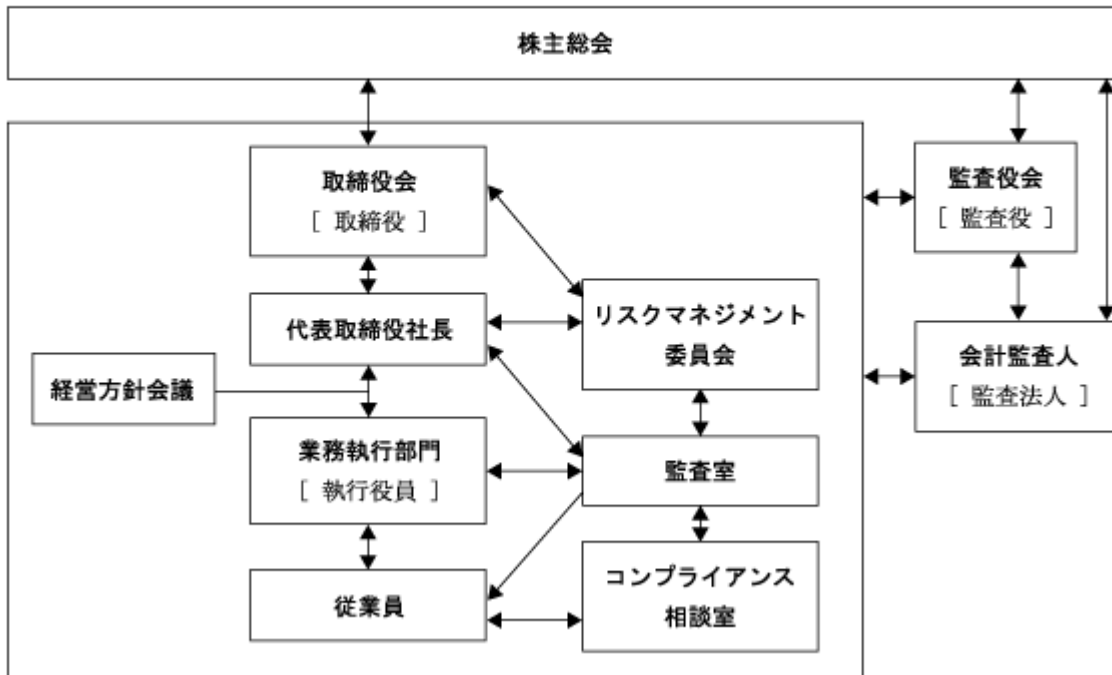 株主総会
取締役会
[ 取締役 ]
監査役会
[ 監査役 ]
代表取締役社長
リスクマネジメント
委員会
会計監査人
[ 監査法人 ]
経営方針会議
業務執行部門
[ 執行役員 ]
監査室
従業員
コンプライアンス
相談室